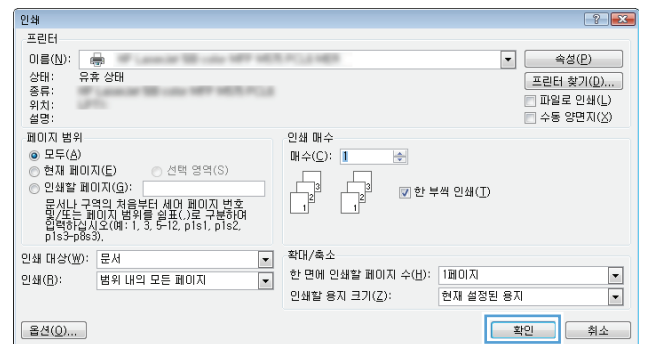 인쇄
프린터
이름(N):
속성(P)
상태: 유휴 상태
프린터 찾기(D)...
종류:
위치:
파일로 인쇄(L)
설명:
수동 양면지(X)
페이지 범위
모두(A)
현재 페이지(E) 선택 영역(S)
인쇄할 페이지(G):
문서나 구역의 처음부터 세어 페이지 번호
및/또는 페이지 범위를 쉼표(,)로 구분하여
입력하십시오(예: 1, 3, 5-12, p1s1, p1s2,
p1s3-p8s3).
인쇄 매수
매수(C): 1
3 3
2 2
1 1
한 부씩 인쇄(T)
인쇄 대상(W): 문서
인쇄(R): 범위 내의 모든 페이지
확대/축소
한 면에 인쇄할 페이지 수(H): 1페이지
인쇄할 용지 크기(Z): 현재 설정된 용지
옵션(O)...
확인
취소